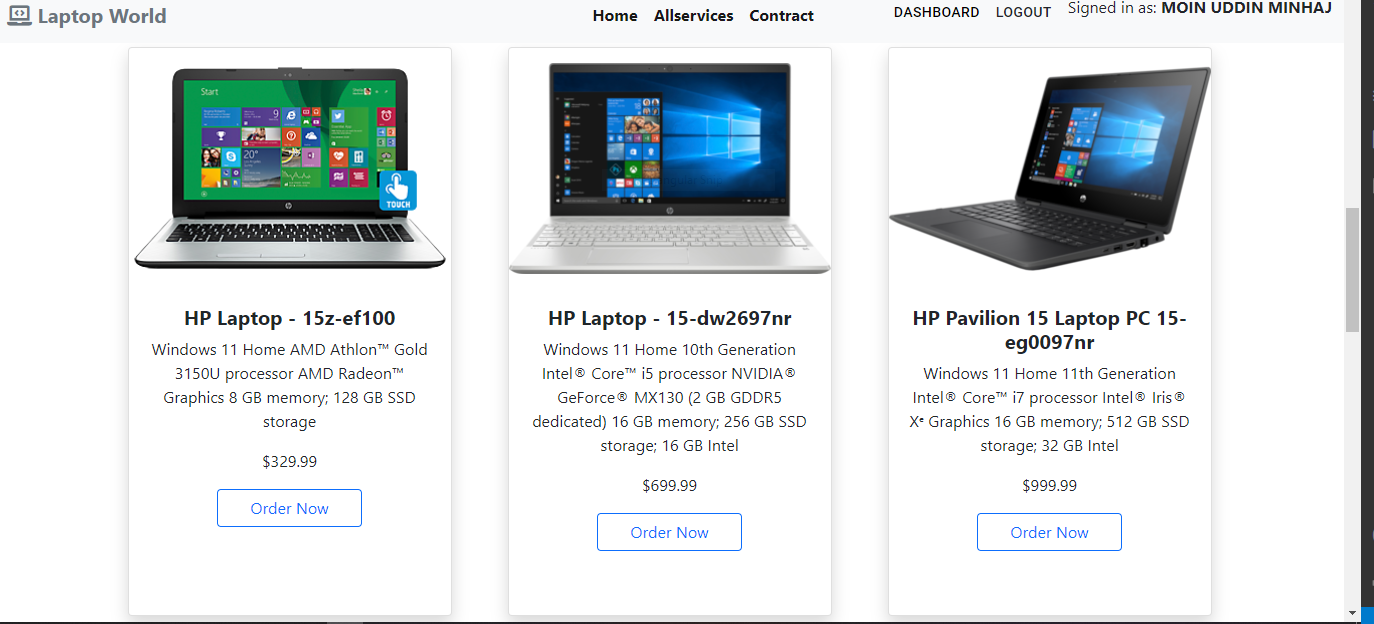 Laptop World
Home Allservices Contract
DASHBOARD LOGOUT Signed in as: MOIN UDDIN MINHAJ
Start
20°
TOUCH
HP Laptop - 15z-ef100
Windows 11 Home AMD Athlon™ Gold
3150U processor AMD Radeon™
Graphics 8 GB memory; 128 GB SSD
storage
$329.99
Order Now
HP Laptop - 15-dw2697nr
Windows 11 Home 10th Generation
Intel® Core™ i5 processor NVIDIA®
GeForce® MX130 (2 GB GDDR5
dedicated) 16 GB memory; 256 GB SSD
storage; 16 GB Intel
$699.99
Order Now
HP Pavilion 15 Laptop PC 15-
eg0097nr
Windows 11 Home 11th Generation
Intel® Core™ i7 processor Intel® Iris®
Xᵉ Graphics 16 GB memory; 512 GB SSD
storage; 32 GB Intel
$999.99
Order Now